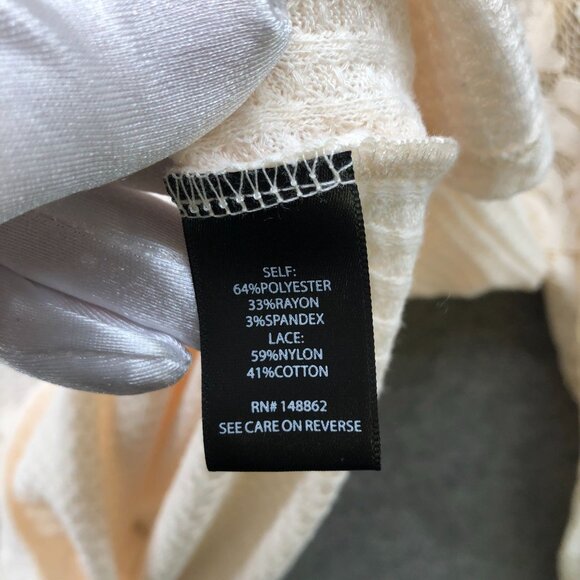 SELF:
64%POLYESTER
33%RAYON
3%SPANDEX
LACE:
59%NYLON
41%COTTON
RN# 148862
SEE CARE ON REVERSE